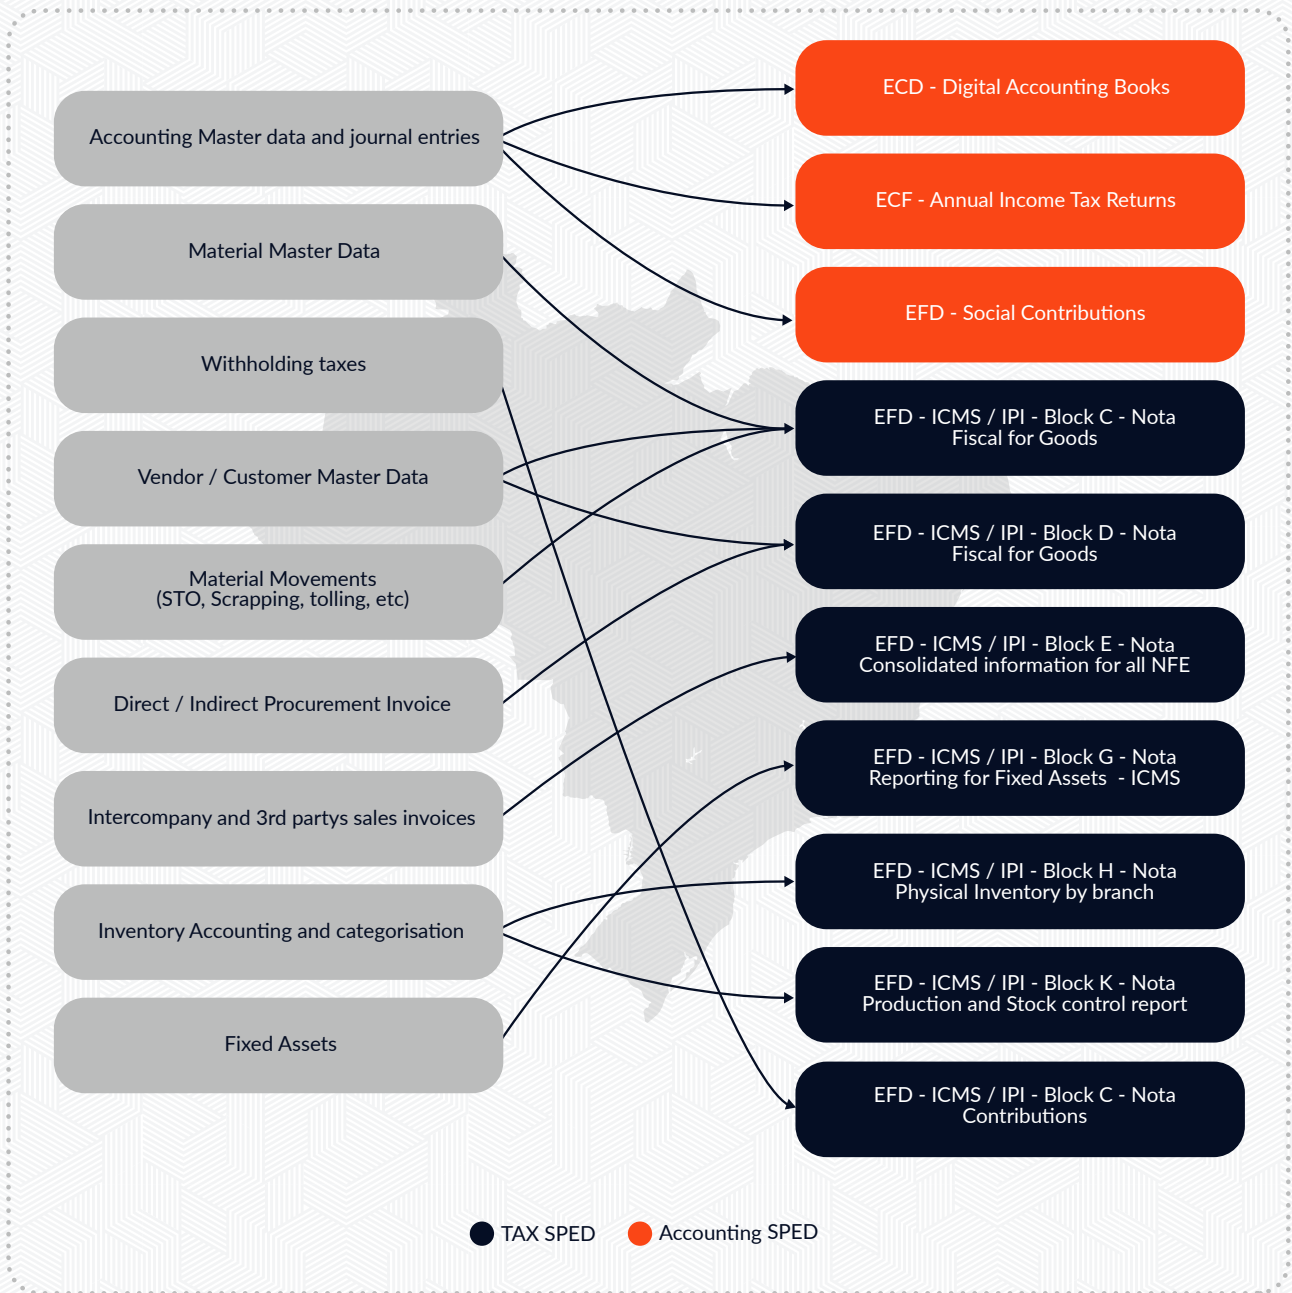 Accounting Master data and journal entries
Material Master Data
Withholding taxes
Vendor / Customer Master Data
Material Movements
(STO, Scrapping, tolling, etc)
Direct / Indirect Procurement Invoice
Intercompany and 3rd partys sales invoices
Inventory Accounting and categorisation
Fixed Assets
ECD - Digital Accounting Books
ECF - Annual Income Tax Returns
EFD - Social Contributions
EFD - ICMS / IPI - Block C - Nota
Fiscal for Goods
EFD - ICMS / IPI - Block D - Nota
Fiscal for Goods
EFD - ICMS / IPI - Block E - Nota
Consolidated information for all NFE
EFD - ICMS / IPI - Block G - Nota
Reporting for Fixed Assets - ICMS
EFD - ICMS / IPI - Block H - Nota
Physical Inventory by branch
EFD - ICMS / IPI - Block K - Nota
Production and Stock control report
EFD - ICMS / IPI - Block C - Nota
Contributions
TAX SPED
Accounting SPED